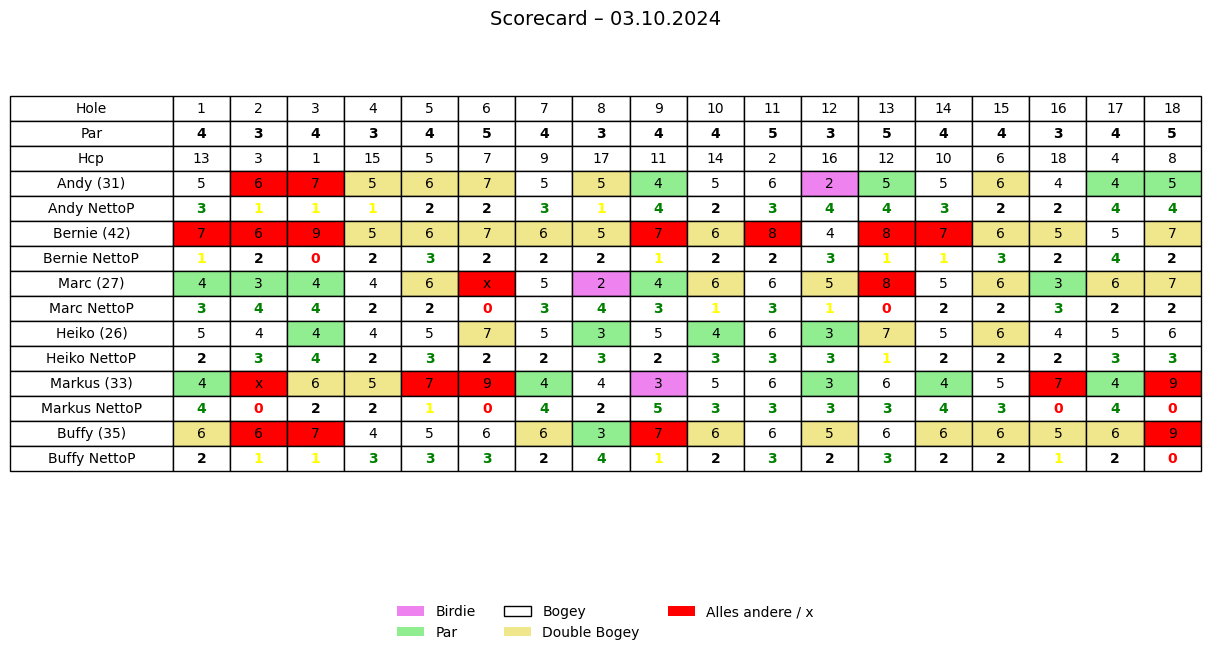 Scorecard – 03.10.2024
Hole 1 2 3 4 5 6 7 8 9 10 11 12 13 14 15 16 17 18
Par 4 3 4 3 4 5 4 3 4 4 5 3 5 4 4 3 4 5
Hcp 13 3 1 15 5 7 9 17 11 14 2 16 12 10 6 18 4 8
Andy (31) 5 6 7 5 6 7 5 5 4 5 6 2 5 5 6 4 4 5
Andy NettoP 3 1 1 1 2 2 3 1 4 2 3 4 4 3 2 2 4 4
Bernie (42) 7 6 9 5 6 7 6 5 7 6 8 4 8 7 6 5 5 7
Bernie NettoP 1 2 0 2 3 2 2 2 1 2 2 3 1 1 3 2 4 2
Marc (27) 4 3 4 4 6 x 5 2 4 6 6 5 8 5 6 3 6 7
Marc NettoP 3 4 4 2 2 0 3 4 3 1 3 1 0 2 2 3 2 2
Heiko (26) 5 4 4 4 5 7 5 3 5 4 6 3 7 5 6 4 5 6
Heiko NettoP 2 3 4 2 3 2 2 3 2 3 3 3 1 2 2 2 3 3
Markus (33) 4 x 6 5 7 9 4 4 3 5 6 3 6 4 5 7 4 9
Markus NettoP 4 0 2 2 1 0 4 2 5 3 3 3 3 4 3 0 4 0
Buffy (35) 6 6 7 4 5 6 6 3 7 6 6 5 6 6 6 5 6 9
Buffy NettoP 2 1 1 3 3 3 2 4 1 2 3 2 3 2 2 1 2 0
Birdie Bogey Alles andere / x
Par Double Bogey